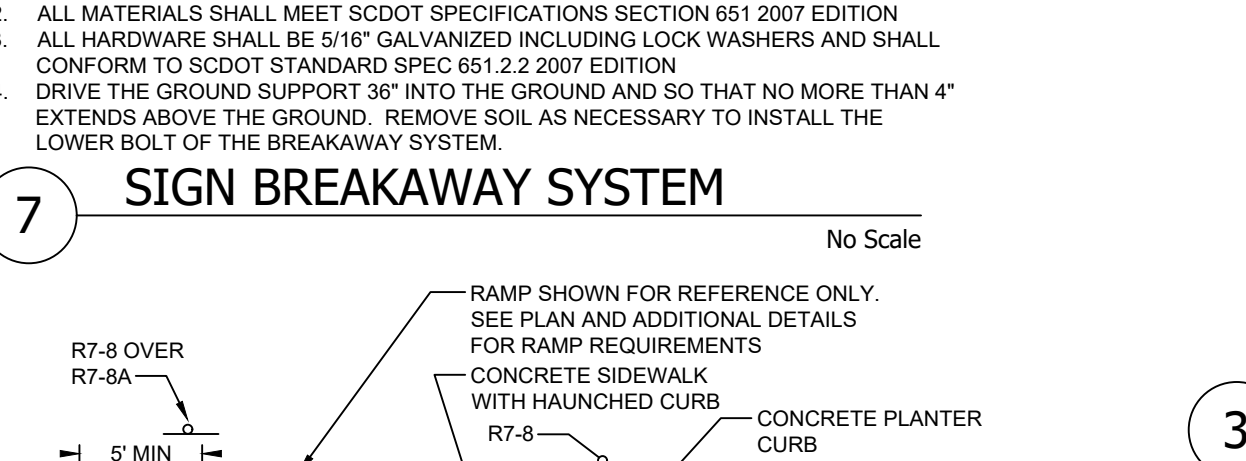 2. ALL MATERIALS SHALL MEET SCDOT SPECIFICATIONS SECTION 651 2007 EDITION
3. ALL HARDWARE SHALL BE 5/16" GALVANIZED INCLUDING LOCK WASHERS AND SHALL
CONFORM TO SCDOT STANDARD SPEC 651.2.2 2007 EDITION
DRIVE THE GROUND SUPPORT 36" INTO THE GROUND AND SO THAT NO MORE THAN 4"
EXTENDS ABOVE THE GROUND. REMOVE SOIL AS NECESSARY TO INSTALL THE
LOWER BOLT OF THE BREAKAWAY SYSTEM.
7 SIGN BREAKAWAY SYSTEM
No Scale
RAMP SHOWN FOR REFERENCE ONLY.
SEE PLAN AND ADDITIONAL DETAILS
FOR RAMP REQUIREMENTS
R7-8 OVER
R7-8A
CONCRETE SIDEWALK
WITH HAUNCHED CURB
R7-8
CONCRETE PLANTER
CURB
5' MIN
3